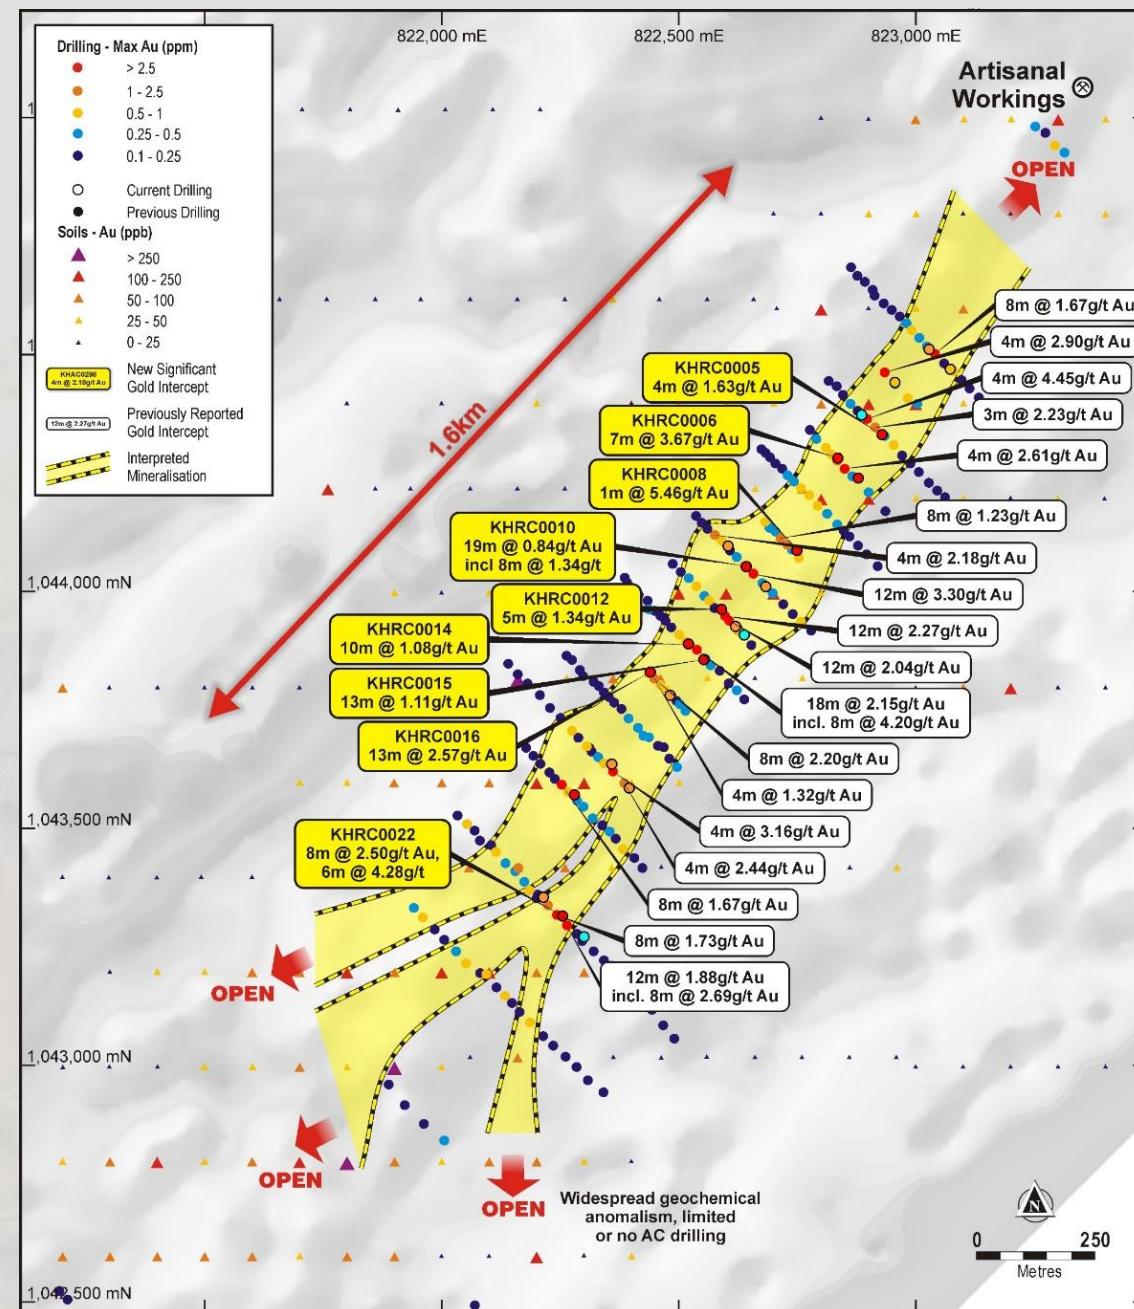 822,000 mE
822,500 mE
823,000 mE
Drilling - Max Au (ppm)
> 2.5
1 - 2.5
0.5 - 1
0.25 - 0.5
0.1 - 0.25
Current Drilling
Previous Drilling
Soils - Au (ppb)
> 250
100 - 250
50 - 100
25 - 50
0 - 25
KHAC0298
4m @ 2.18g/t Au
New Significant
Gold Intercept
12m @ 2.27g/t Au
Previously Reported
Gold Intercept
Interpreted
Mineralisation
Artisanal
Workings
OPEN
1.6km
8m @ 1.67g/t Au
4m @ 2.90g/t Au
KHRC0005
4m @ 1.63g/t Au
4m @ 4.45g/t Au
3m @ 2.23g/t Au
KHRC0006
7m @ 3.67g/t Au
4m @ 2.61g/t Au
KHRC0008
1m @ 5.46g/t Au
8m @ 1.23g/t Au
KHRC0010
19m @ 0.84g/t Au
incl 8m @ 1.34g/t
4m @ 2.18g/t Au
1,044,000 mN
12m @ 3.30g/t Au
KHRC0012
5m @ 1.34g/t Au
12m @ 2.27g/t Au
KHRC0014
10m @ 1.08g/t Au
12m @ 2.04g/t Au
KHRC0015
13m @ 1.11g/t Au
18m @ 2.15g/t Au
incl. 8m @ 4.20g/t Au
KHRC0016
13m @ 2.57g/t Au
8m @ 2.20g/t Au
4m @ 1.32g/t Au
1,043,500 mN
4m @ 3.16g/t Au
KHRC0022
8m @ 2.50g/t Au,
6m @ 4.28g/t
4m @ 2.44g/t Au
8m @ 1.67g/t Au
8m @ 1.73g/t Au
12m @ 1.88g/t Au
incl. 8m @ 2.69g/t Au
OPEN
1,043,000 mN
OPEN
OPEN
Widespread geochemical
anomalism, limited
or no AC drilling
N
0 250
Metres
1,042,500 mN